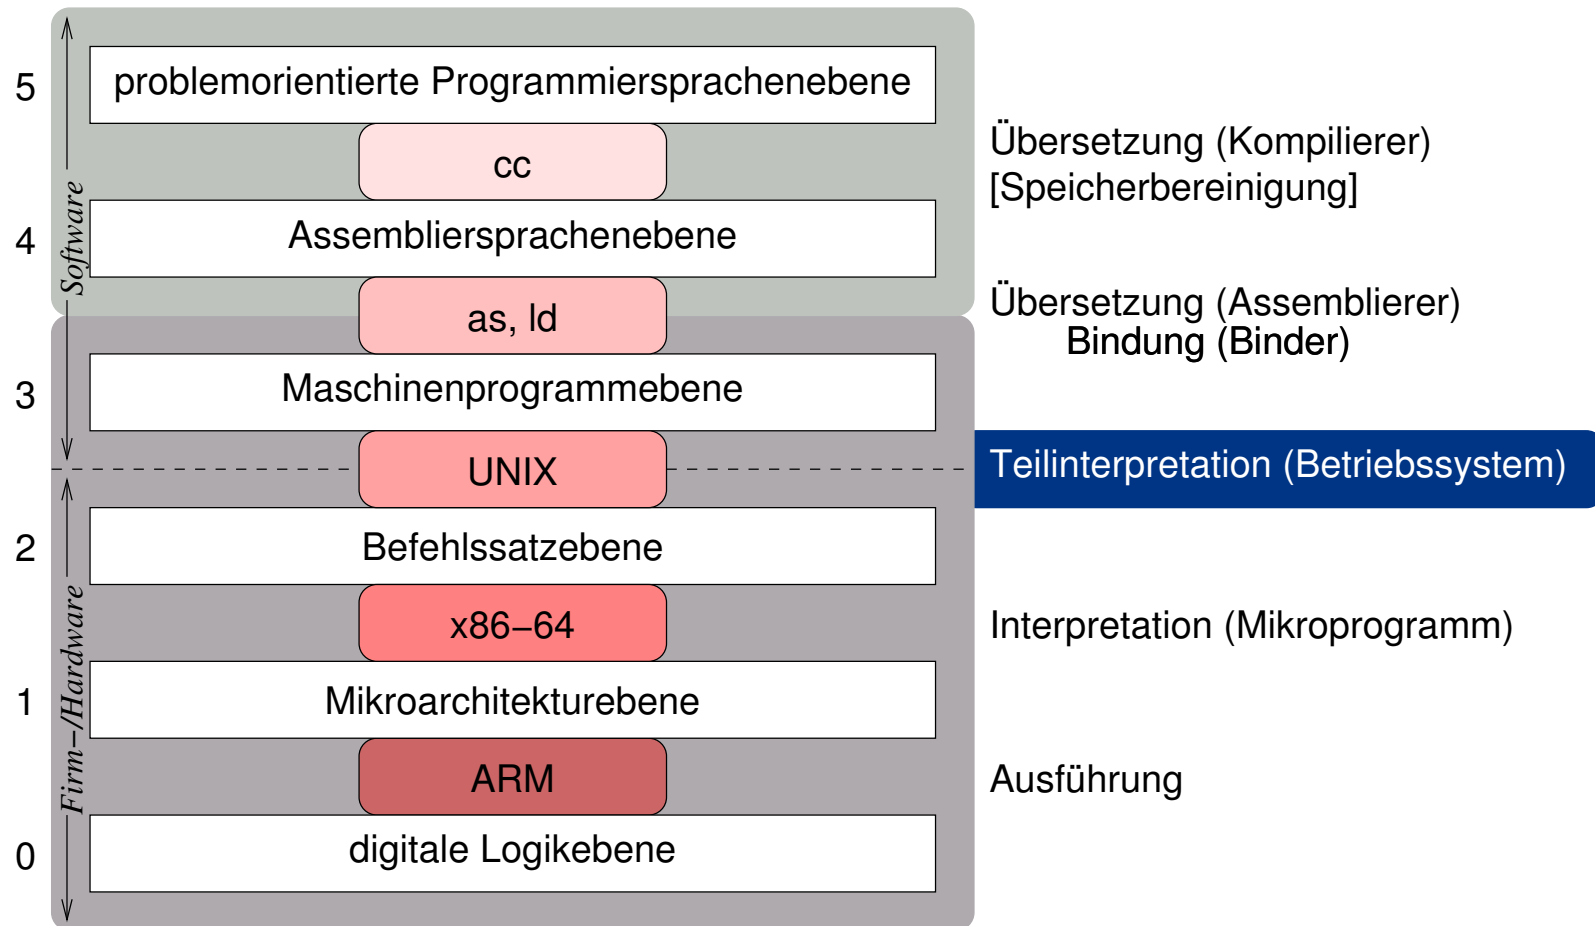 5
problemorientierte Programmiersprachenebene
Übersetzung (Kompilierer)
cc
[Speicherbereinigung]
Software
4
Assembliersprachenebene
Übersetzung (Assemblierer)
as, ld
Bindung (Binder)
3
Maschinenprogrammebene
UNIX
Teilinterpretation (Betriebssystem)
2
Befehlssatzebene
x86–64
Interpretation (Mikroprogramm)
Firm–/Hardware
1
Mikroarchitekturebene
ARM
Ausführung
0
digitale Logikebene